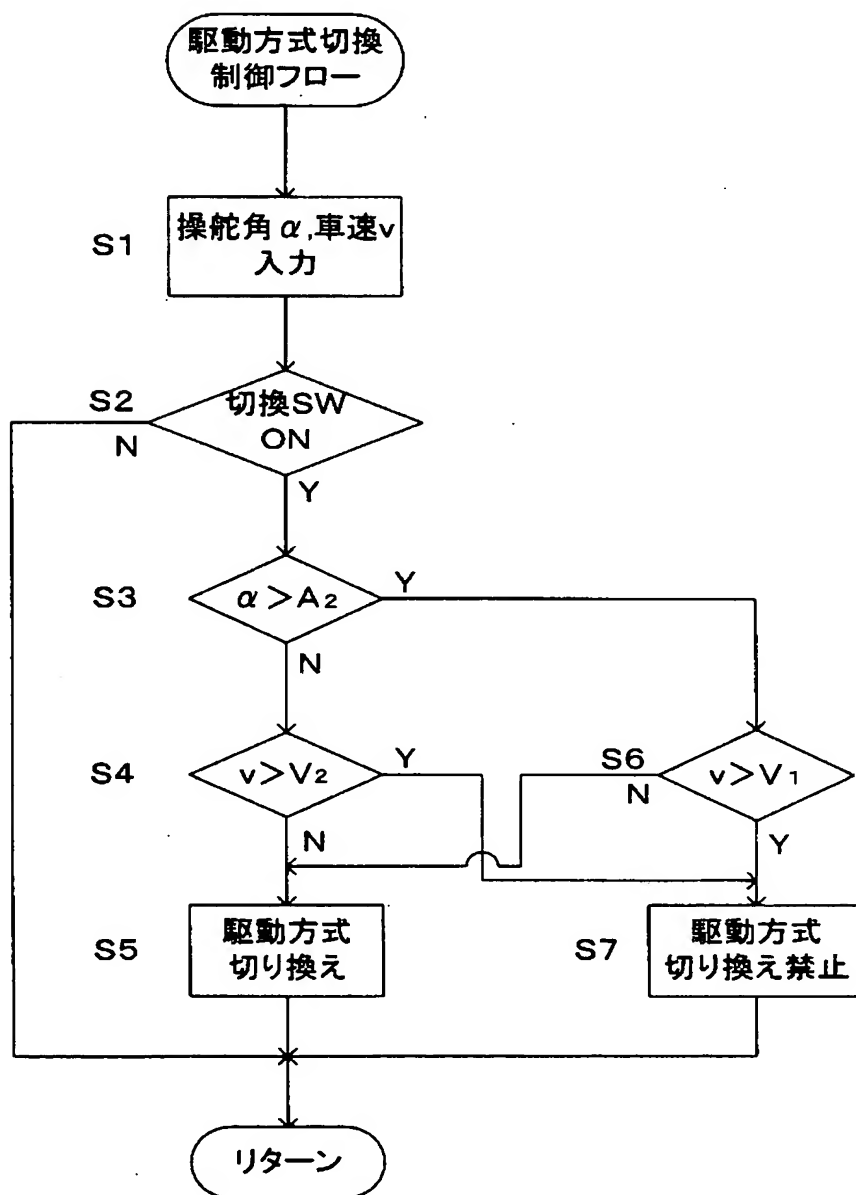 駆動方式切換
制御フロー
S1
操舵角α,車速v
入力
S2
切換SW
ON
N
Y
S3
α>A2
Y
N
S4
v>V2
Y
N
S6
v>V1
N
Y
S5
駆動方式
切り換え
S7
駆動方式
切り換え禁止
リターン